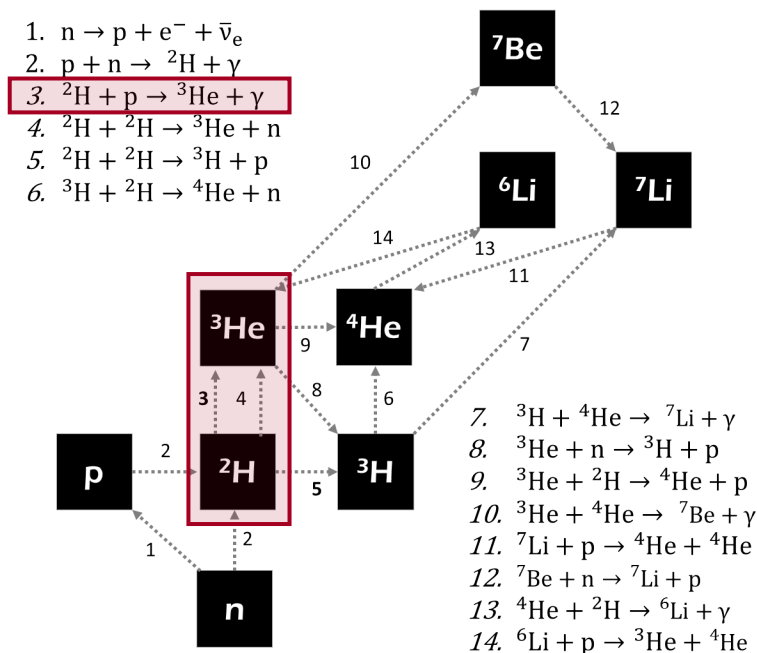 1. n → p + e⁻ + ν̄ₑ
2. p + n → ²H + γ
3. ²H + p → ³He + γ
4. ²H + ²H → ³He + n
5. ²H + ²H → ³H + p
6. ³H + ²H → ⁴He + n
⁷Be
12
10
⁶Li
⁷Li
14
13
11
³He
⁴He
9
7
8
3
4
6
p
2
²H
5
³H
1
2
n
7. ³H + ⁴He → ⁷Li + γ
8. ³He + n → ³H + p
9. ³He + ²H → ⁴He + p
10. ³He + ⁴He → ⁷Be + γ
11. ⁷Li + p → ⁴He + ⁴He
12. ⁷Be + n → ⁷Li + p
13. ⁴He + ²H → ⁶Li + γ
14. ⁶Li + p → ³He + ⁴He